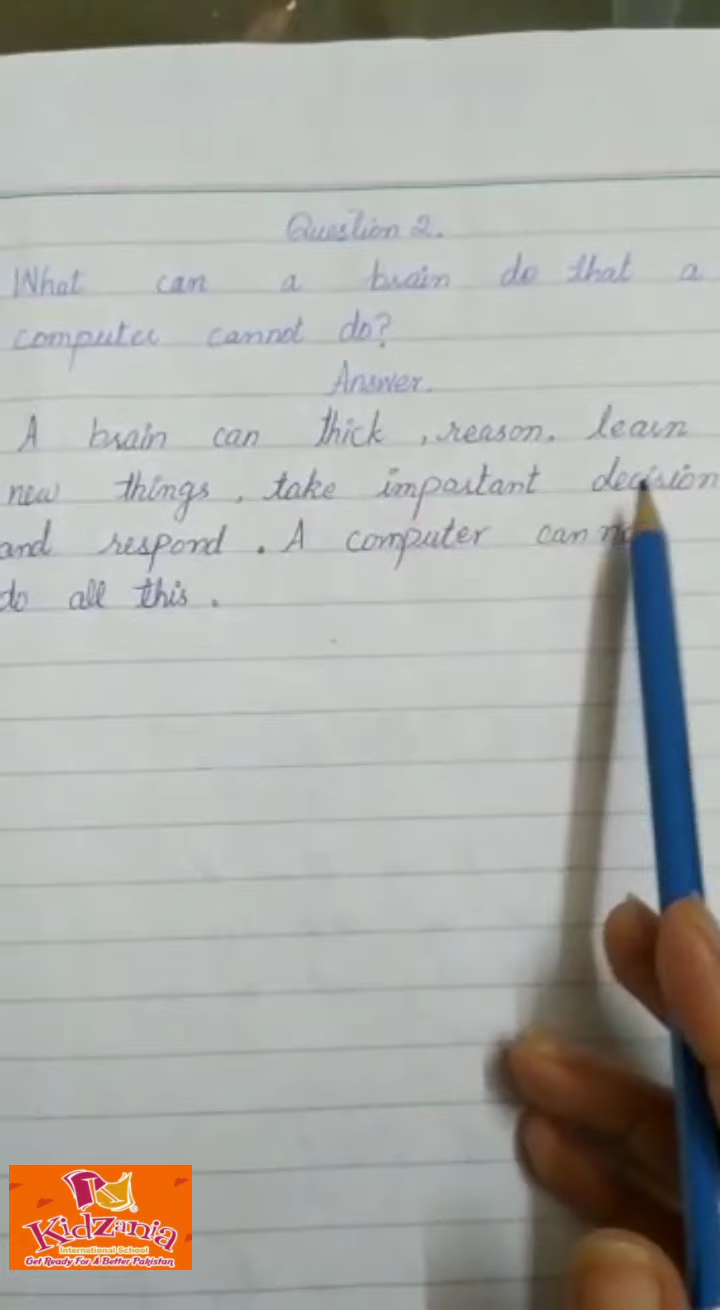 Question 2.
What can a brain do that a
computer cannot do?
Answer.
A brain can thick, reason, learn
new things, take important decision
and respond. A computer can
do all this.
KidZania
International School
Get Ready For A Better Pakistan